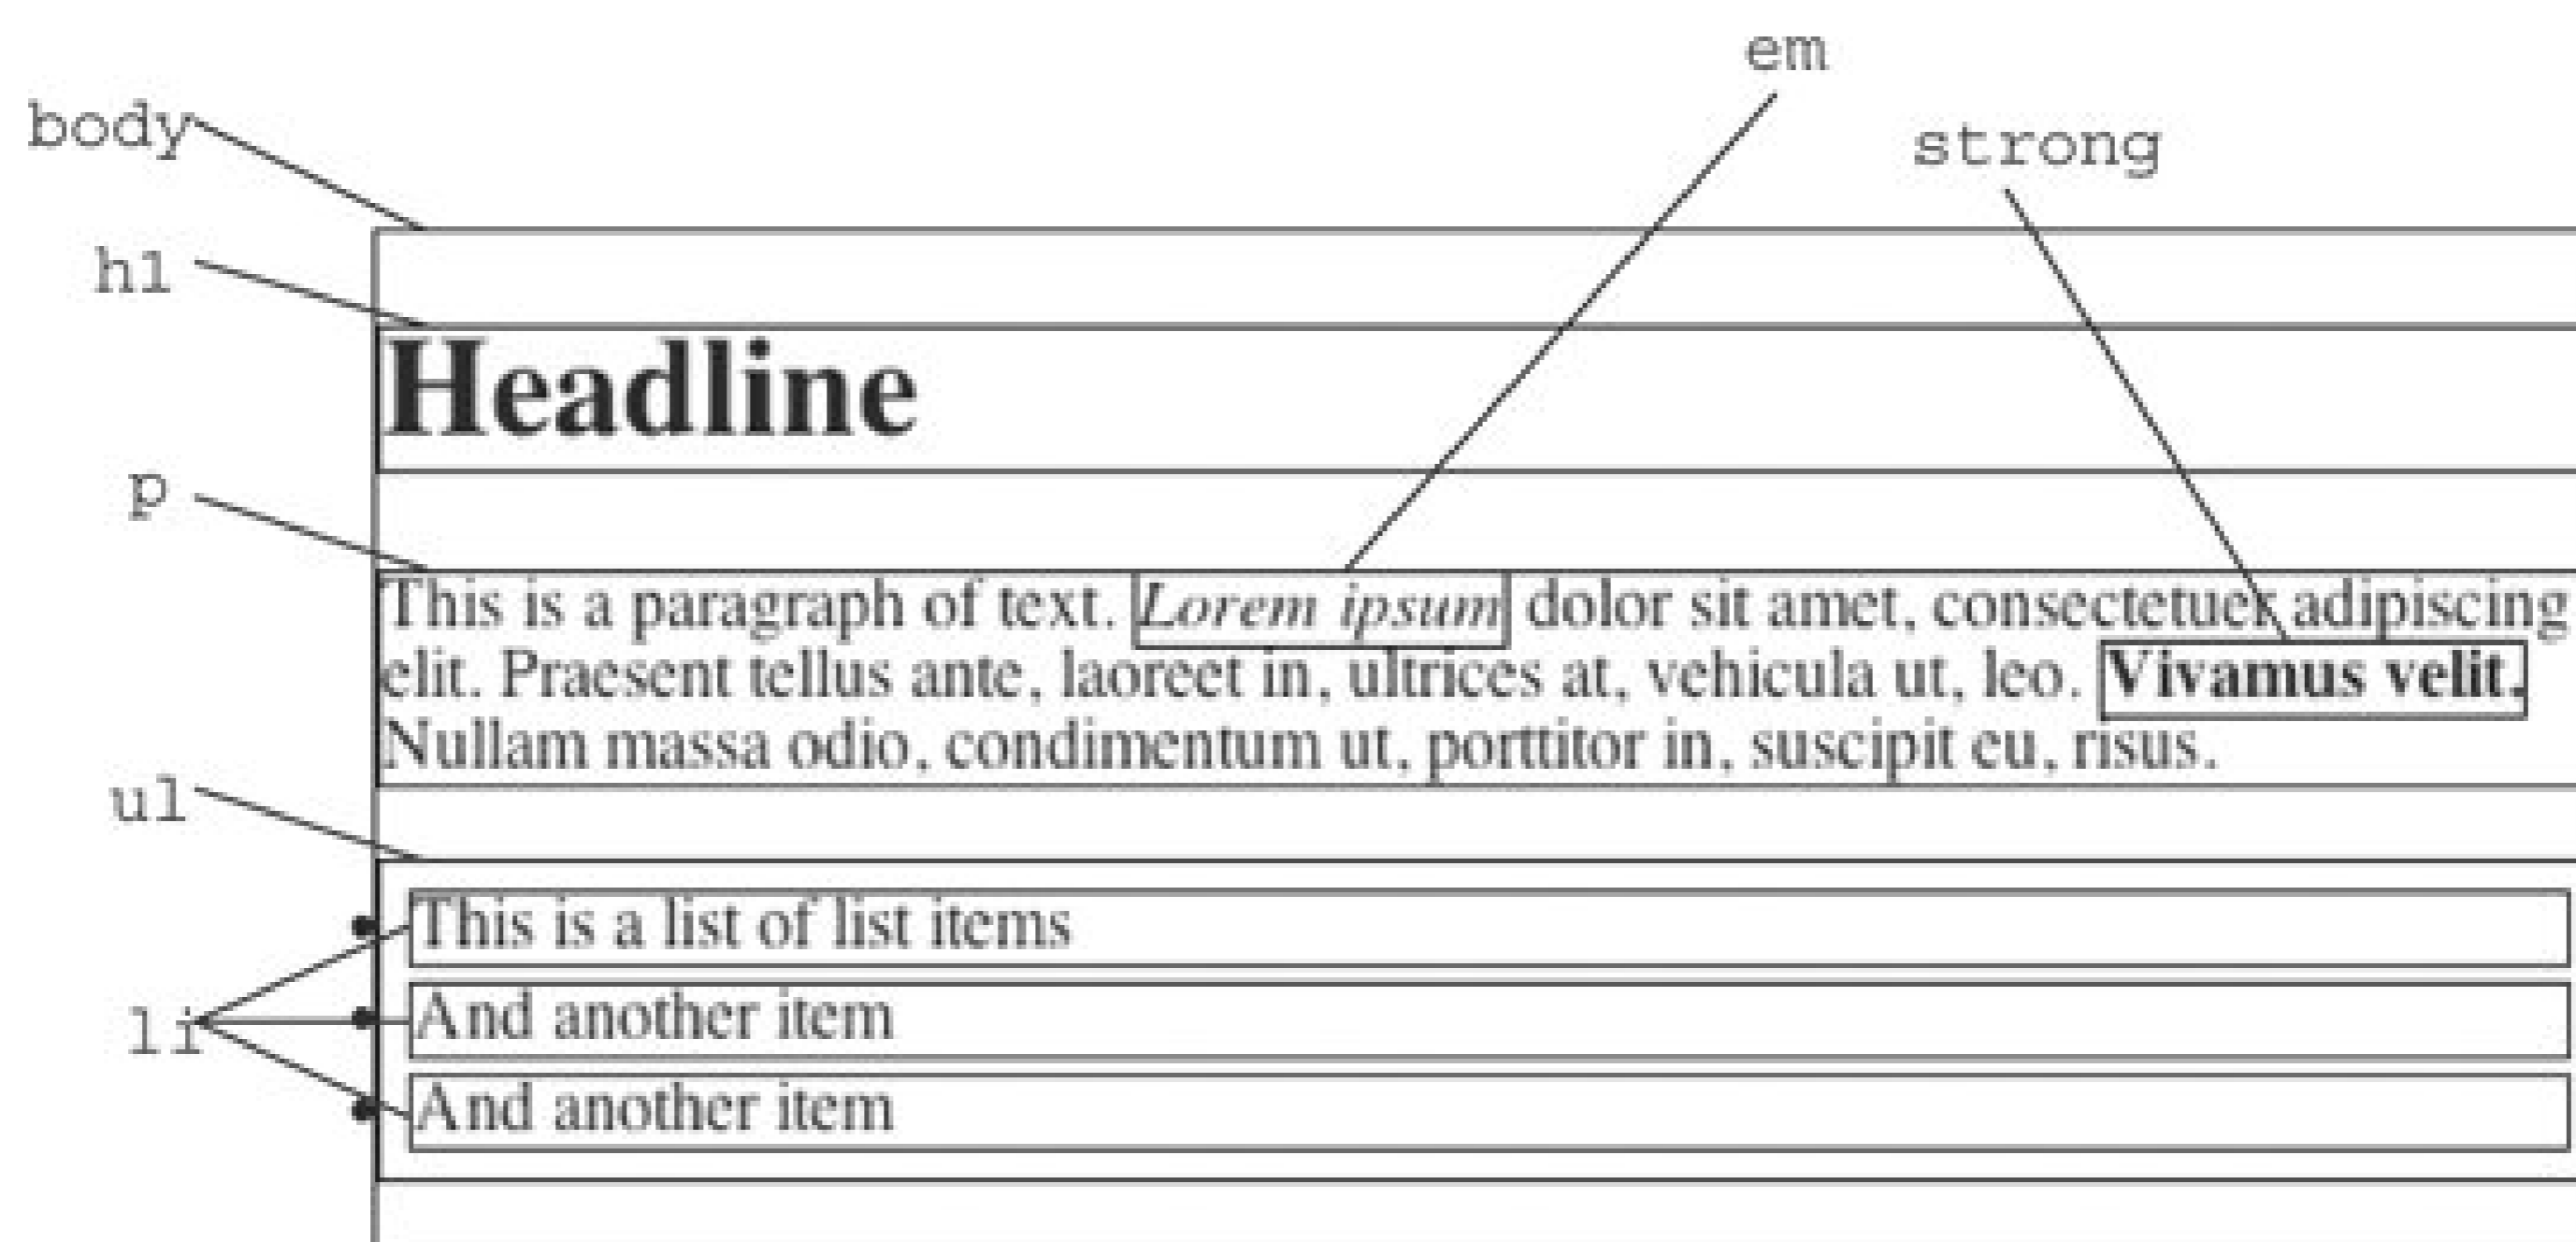 em
body
strong
h1
Headline
p
This is a paragraph of text. Lorem ipsum dolor sit amet, consectetuer adipiscing
elit. Praesent tellus ante, laoreet in, ultrices at, vehicula ut, leo. Vivamus velit.
Nullam massa odio, condimentum ut, porttitor in, suscipit eu, risus.
ul
This is a list of list items
li
And another item
And another item